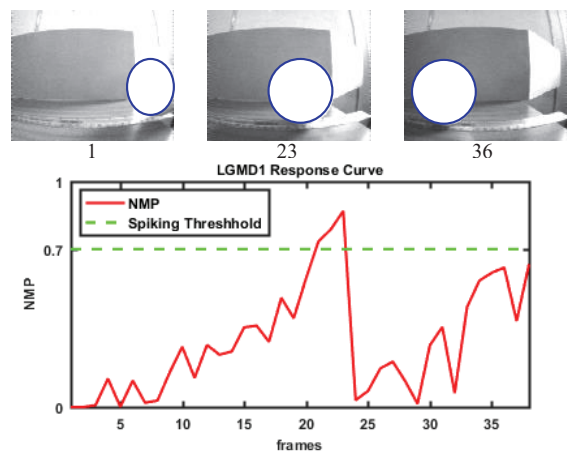 1 23 36
LGMD1 Response Curve
1
NMP
Spiking Threshhold
0.7
NMP
0
5 10 15 20 25 30 35
frames